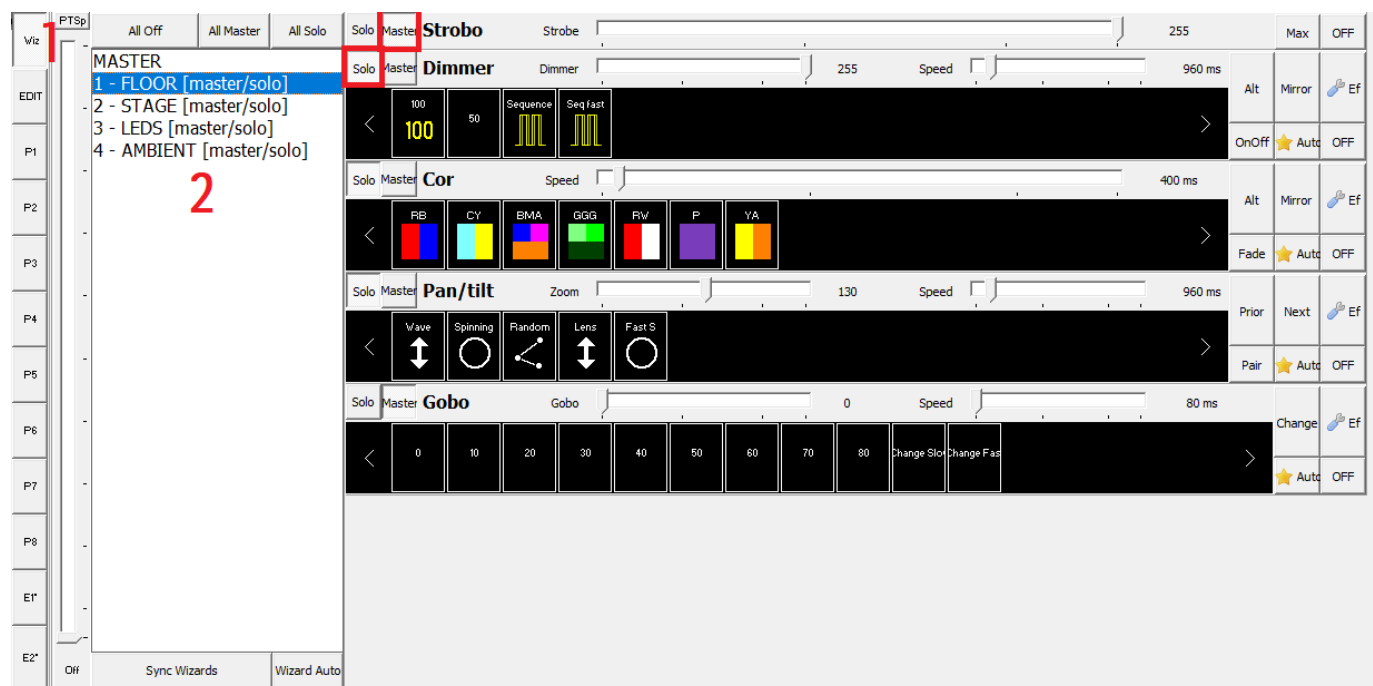 Wiz
1
PTSp
All Off
All Master
All Solo
Solo
Master
Strobo
Strobe
255
Max
OFF
MASTER
1 - FLOOR [master/solo]
2 - STAGE [master/solo]
3 - LEDS [master/solo]
4 - AMBIENT [master/solo]
2
Solo
Master
Dimmer
Dimmer
255
Speed
960 ms
Alt
Mirror
Ef
100
100
50
Sequence
Seq fast
OnOff
Auto
OFF
Solo
Master
Cor
Speed
400 ms
Alt
Mirror
Ef
RB
CY
BMA
GGG
RW
P
YA
Fade
Auto
OFF
Solo
Master
Pan/tilt
Zoom
130
Speed
960 ms
Prior
Next
Ef
Wave
Spinning
Random
Lens
Fast S
Pair
Auto
OFF
Solo
Master
Gobo
Gobo
0
Speed
80 ms
Change
Ef
0
10
20
30
40
50
60
70
80
Change Slo
Change Fas
Auto
OFF
EDIT
P1
P2
P3
P4
P5
P6
P7
P8
E1*
E2*
Off
Sync Wizards
Wizard Auto